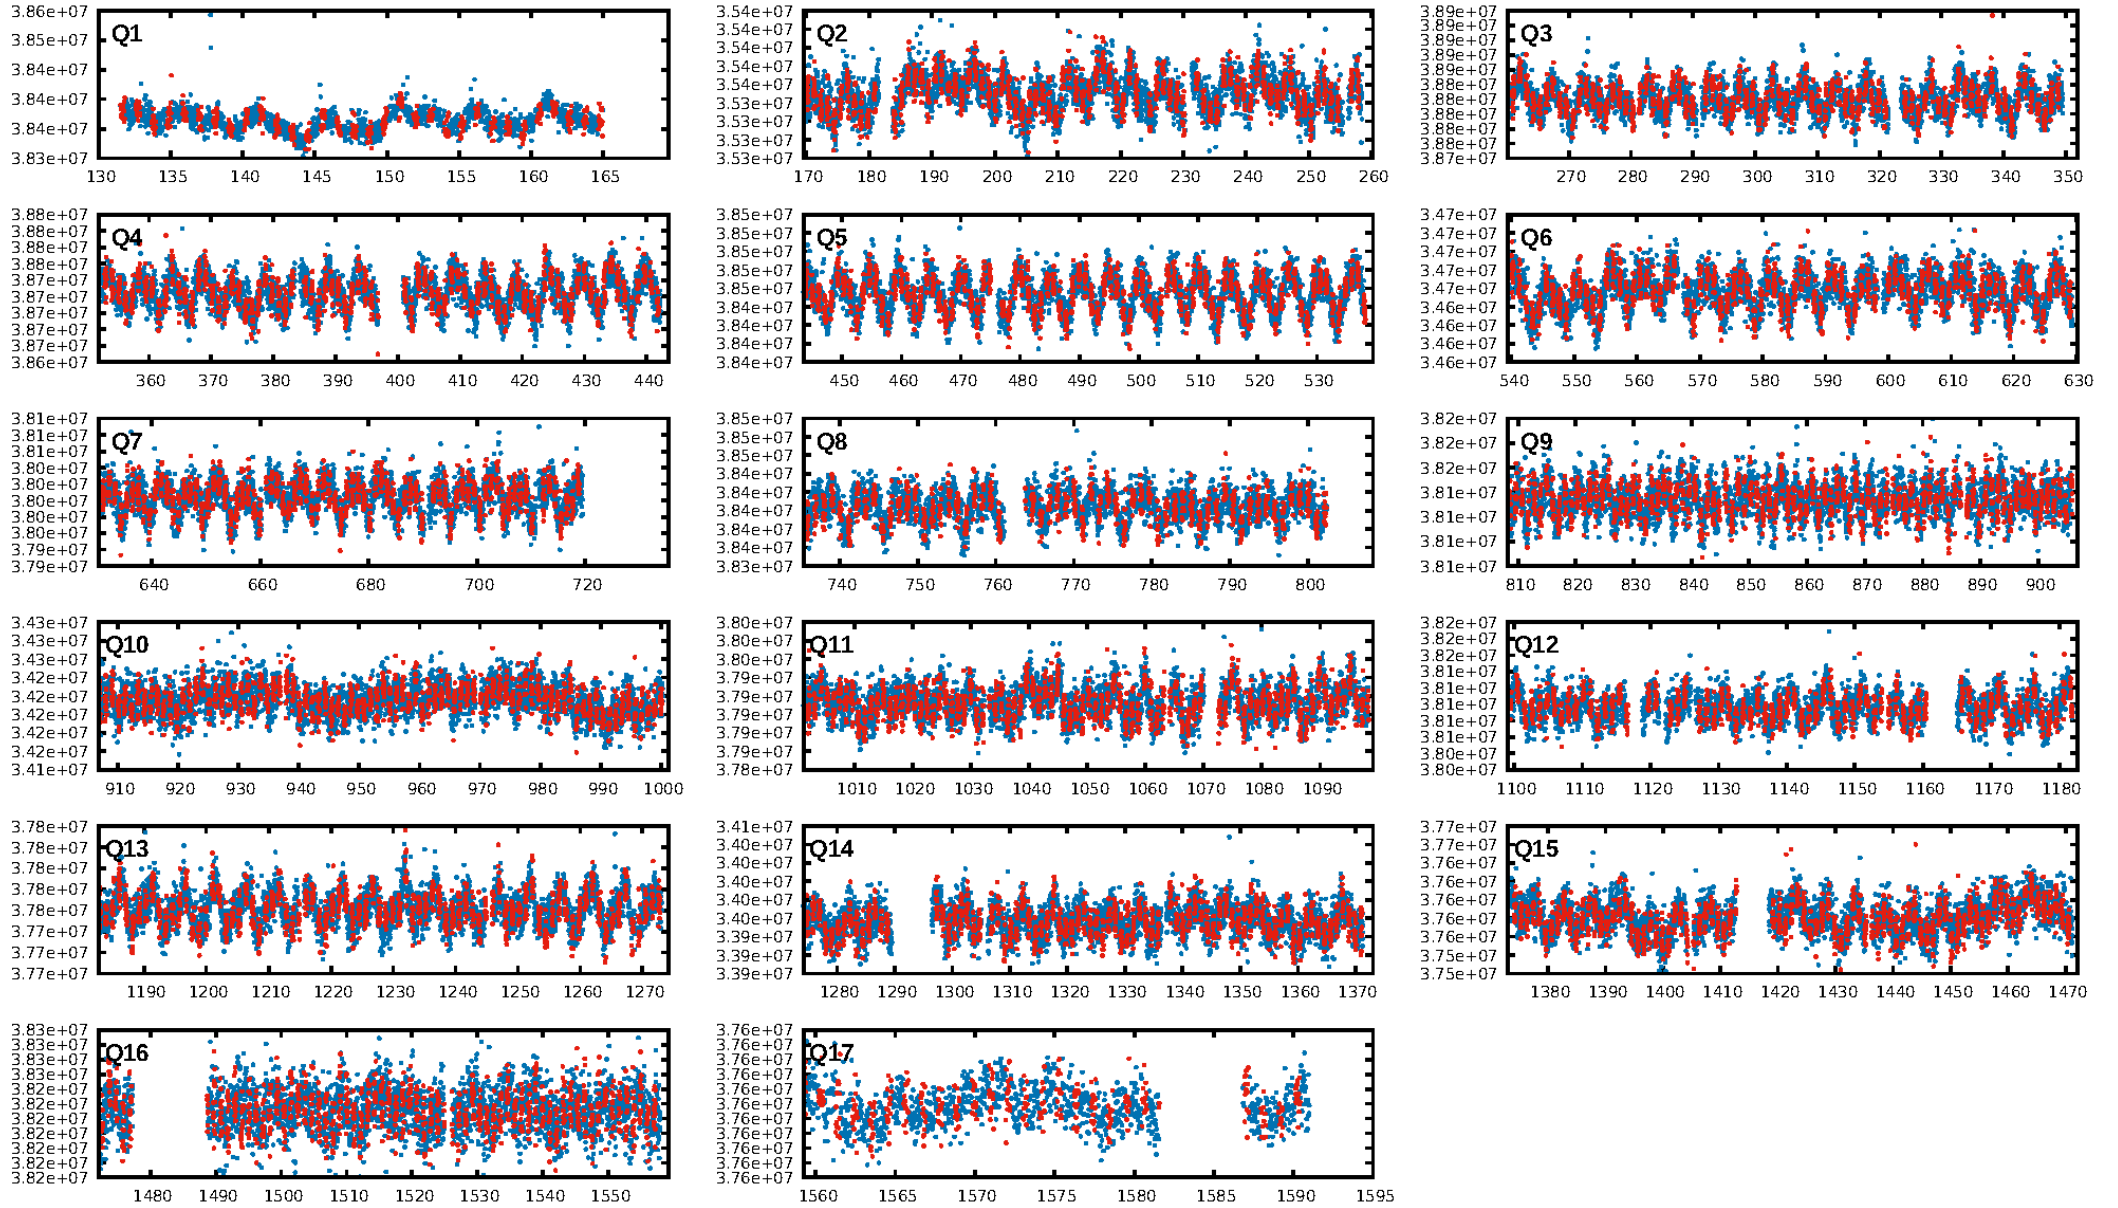 3.86e+07 3.85e+07 3.84e+07 3.84e+07 3.84e+07 3.83e+07
Q1
130 135 140 145 150 155 160 165
3.54e+07 3.54e+07 3.54e+07 3.54e+07 3.54e+07 3.53e+07 3.53e+07 3.53e+07 3.53e+07
Q2
170 180 190 200 210 220 230 240 250 260
3.89e+07 3.89e+07 3.89e+07 3.89e+07 3.89e+07 3.88e+07 3.88e+07 3.88e+07 3.88e+07 3.88e+07 3.87e+07
Q3
270 280 290 300 310 320 330 340 350
3.88e+07 3.88e+07 3.88e+07 3.88e+07 3.87e+07 3.87e+07 3.87e+07 3.87e+07 3.87e+07 3.86e+07
Q4
360 370 380 390 400 410 420 430 440
3.85e+07 3.85e+07 3.85e+07 3.85e+07 3.85e+07 3.84e+07 3.84e+07 3.84e+07 3.84e+07
Q5
450 460 470 480 490 500 510 520 530
3.47e+07 3.47e+07 3.47e+07 3.47e+07 3.47e+07 3.46e+07 3.46e+07 3.46e+07 3.46e+07
Q6
540 550 560 570 580 590 600 610 620 630
3.81e+07 3.81e+07 3.81e+07 3.80e+07 3.80e+07 3.80e+07 3.80e+07 3.80e+07 3.79e+07 3.79e+07
Q7
640 660 680 700 720
3.85e+07 3.85e+07 3.85e+07 3.84e+07 3.84e+07 3.84e+07 3.84e+07 3.84e+07 3.83e+07
Q8
740 750 760 770 780 790 800
3.82e+07 3.82e+07 3.82e+07 3.81e+07 3.81e+07 3.81e+07 3.81e+07
Q9
810 820 830 840 850 860 870 880 890 900
3.43e+07 3.43e+07 3.43e+07 3.42e+07 3.42e+07 3.42e+07 3.42e+07 3.42e+07 3.41e+07
Q10
910 920 930 940 950 960 970 980 990 1000
3.80e+07 3.80e+07 3.80e+07 3.79e+07 3.79e+07 3.79e+07 3.79e+07 3.79e+07 3.78e+07
Q11
1010 1020 1030 1040 1050 1060 1070 1080 1090
3.82e+07 3.82e+07 3.82e+07 3.81e+07 3.81e+07 3.81e+07 3.81e+07 3.81e+07 3.80e+07 3.80e+07
Q12
1100 1110 1120 1130 1140 1150 1160 1170 1180
3.78e+07 3.78e+07 3.78e+07 3.78e+07 3.78e+07 3.77e+07 3.77e+07 3.77e+07
Q13
1190 1200 1210 1220 1230 1240 1250 1260 1270
3.41e+07 3.40e+07 3.40e+07 3.40e+07 3.40e+07 3.40e+07 3.39e+07 3.39e+07 3.39e+07
Q14
1280 1290 1300 1310 1320 1330 1340 1350 1360 1370
3.77e+07 3.76e+07 3.76e+07 3.76e+07 3.76e+07 3.76e+07 3.75e+07 3.75e+07
Q15
1380 1390 1400 1410 1420 1430 1440 1450 1460 1470
3.83e+07 3.83e+07 3.83e+07 3.83e+07 3.82e+07 3.82e+07 3.82e+07 3.82e+07 3.82e+07 3.82e+07 3.82e+07
Q16
1480 1490 1500 1510 1520 1530 1540 1550
3.76e+07 3.76e+07 3.76e+07 3.76e+07 3.76e+07 3.76e+07 3.76e+07 3.76e+07 3.76e+07 3.76e+07 3.76e+07
Q17
1560 1565 1570 1575 1580 1585 1590 1595